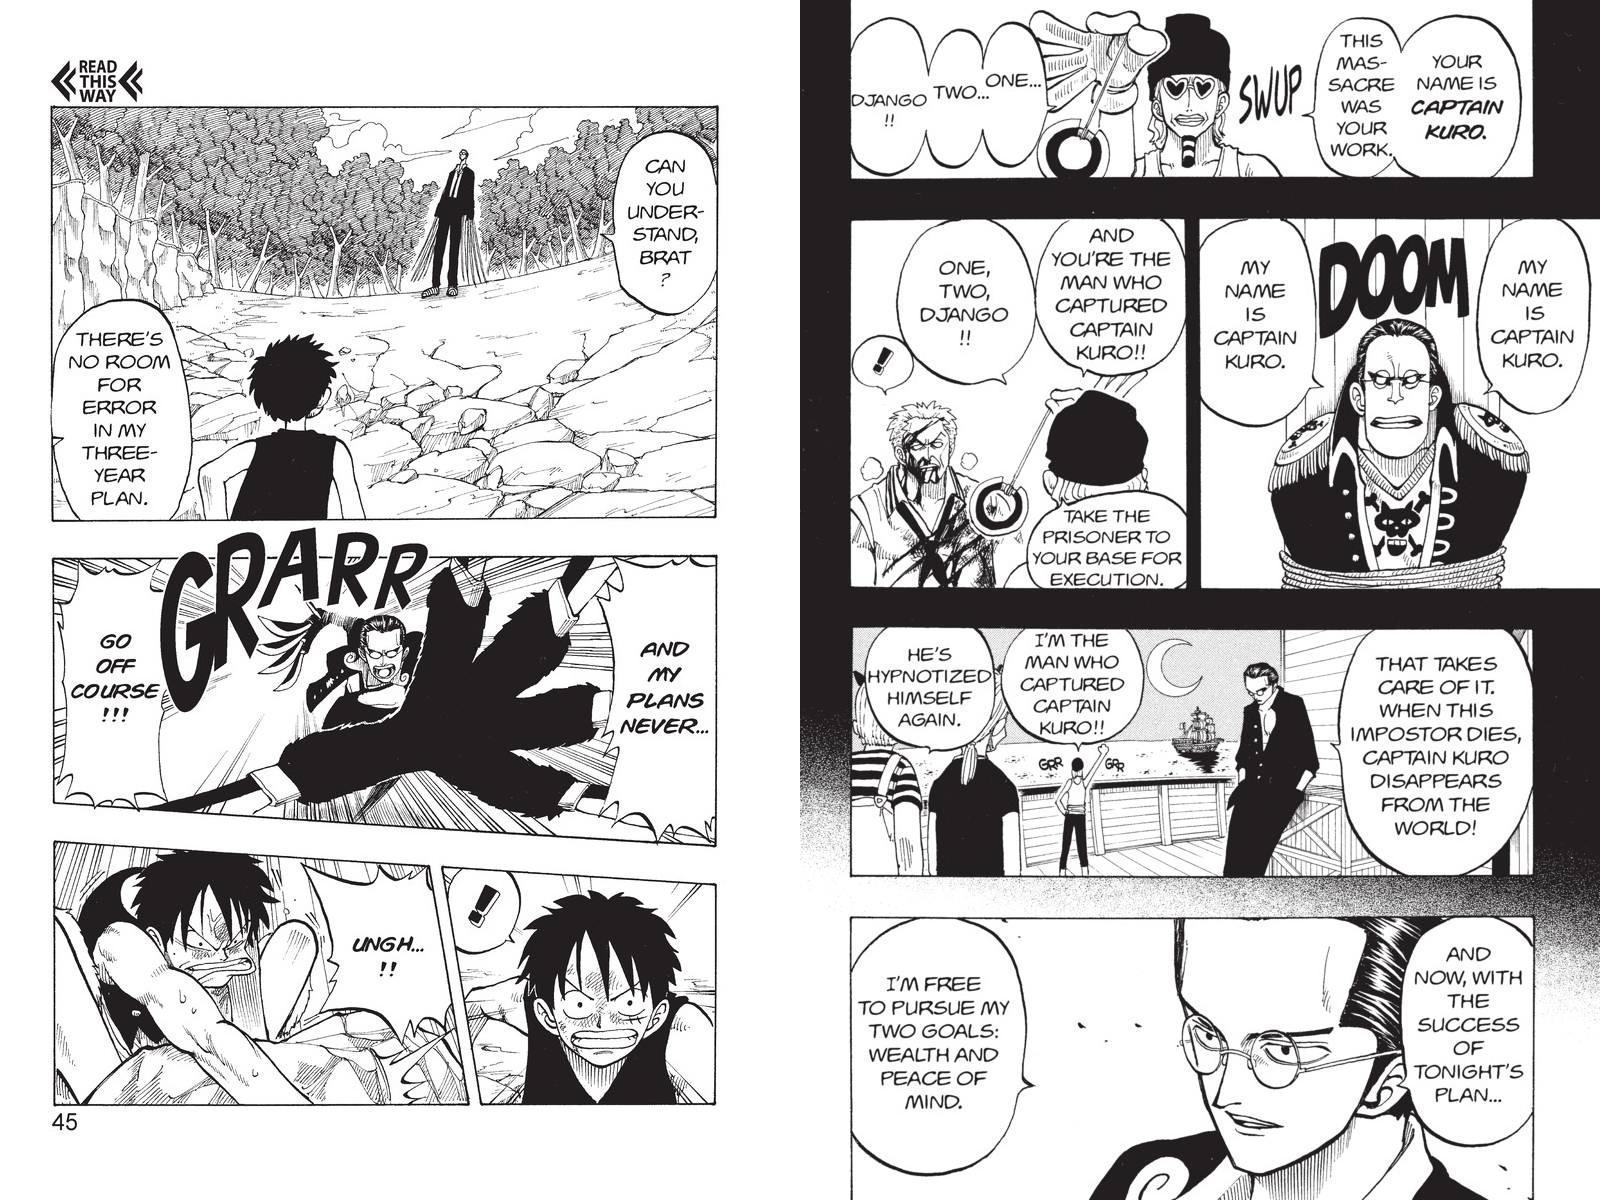 YOUR
NAME IS
CAPTAIN
KURO.
THIS
MAS-
SACRE
WAS
YOUR
WORK.
SWUP
ONE...
TWO...
DJANGO
!!
MY
NAME
IS
CAPTAIN
KURO.
DOOM
MY
NAME
IS
CAPTAIN
KURO.
AND
YOU'RE THE
MAN WHO
CAPTURED
CAPTAIN
KURO!!
ONE,
TWO,
DJANGO
!!
!
TAKE THE
PRISONER TO
YOUR BASE FOR
EXECUTION.
THAT TAKES
CARE OF IT.
WHEN THIS
IMPOSTOR DIES,
CAPTAIN KURO
DISAPPEARS
FROM THE
WORLD!
I'M THE
MAN WHO
CAPTURED
CAPTAIN
KURO!!
GRR
GRR
HE'S
HYPNOTIZED
HIMSELF
AGAIN.
AND
NOW, WITH
THE
SUCCESS
OF
TONIGHT'S
PLAN...
I'M FREE
TO PURSUE MY
TWO GOALS:
WEALTH AND
PEACE OF
MIND.
READ
THIS
WAY
CAN
YOU
UNDER-
STAND,
BRAT
?
THERE'S
NO ROOM
FOR
ERROR
IN MY
THREE-
YEAR
PLAN.
AND
MY
PLANS
NEVER...
GRARR
GO
OFF
COURSE
!!!
!
UNGH...
!!
45